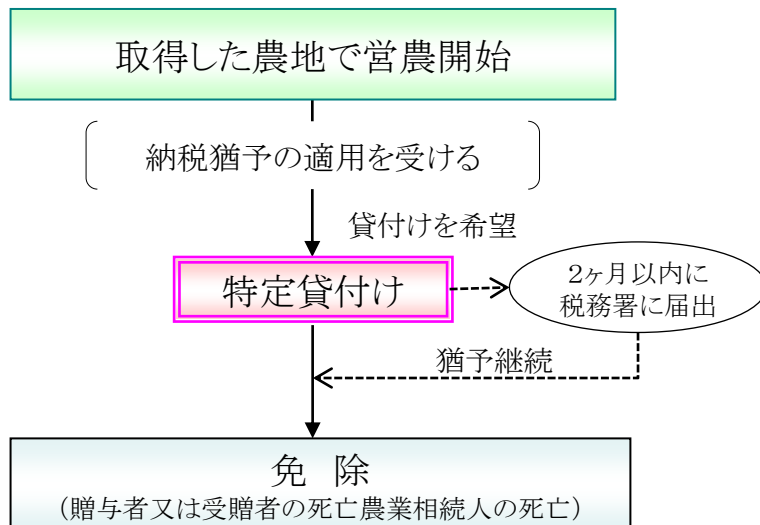 取得した農地で営農開始
納税猶予の適用を受ける
貸付けを希望
特定貸付け
2ヶ月以内に
税務署に届出
猶予継続
免 除
(贈与者又は受贈者の死亡農業相続人の死亡)